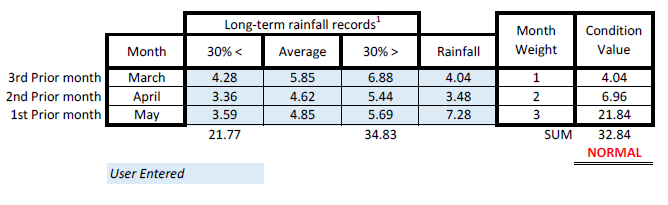 Long-term rainfall records1
Month Condition
Month 30% < Average 30% > Rainfall Weight Value
3rd Prior month March 4.28 5.85 6.88 4.04 1 4.04
2nd Prior month April 3.36 4.62 5.44 3.48 2 6.96
1st Prior month May 3.59 4.85 5.69 7.28 3 21.84
21.77 34.83 SUM 32.84
NORMAL
User Entered